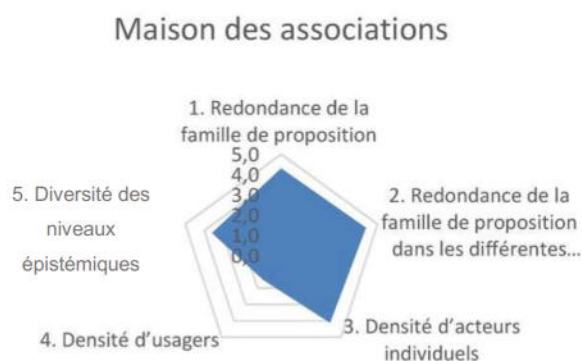 Maison des associations
1. Redondance de la
famille de proposition
5,0
4,0
3,0
2,0
1,0
0,0
2. Redondance de la
famille de proposition
dans les différentes...
3. Densité d'acteurs
individuels
4. Densité d'usagers
5. Diversité des
niveaux
épistémiques